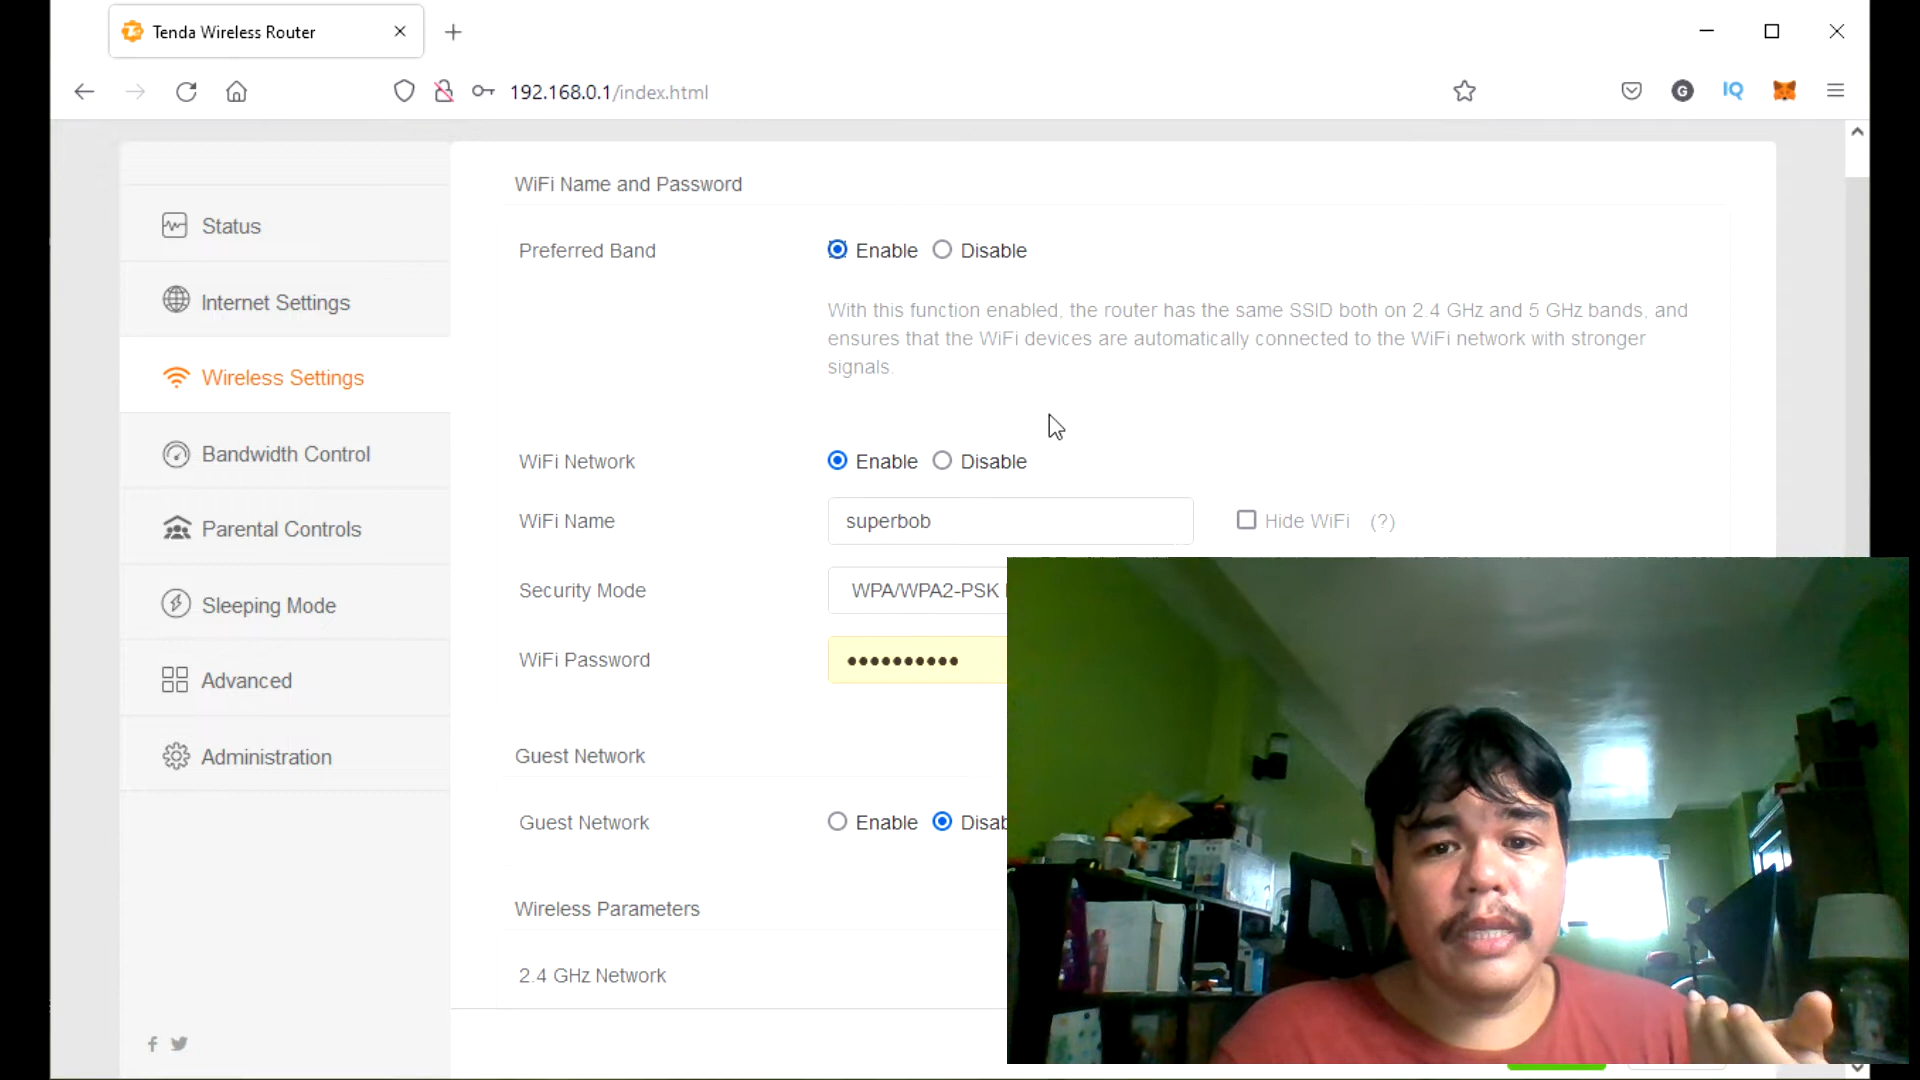 Tenda Wireless Router
192.168.0.1/index.html
G
IQ
WiFi Name and Password
Status
Preferred Band
Enable
Disable
Internet Settings
With this function enabled, the router has the same SSID both on 2.4 GHz and 5 GHz bands, and
ensures that the WiFi devices are automatically connected to the WiFi network with stronger
signals.
Wireless Settings
Bandwidth Control
WiFi Network
Enable
Disable
WiFi Name
superbob
Hide WiFi
(?)
Parental Controls
Security Mode
WPA/WPA2-PSK
Sleeping Mode
WiFi Password
Advanced
Administration
Guest Network
Guest Network
Enable
Disab
Wireless Parameters
2.4 GHz Network